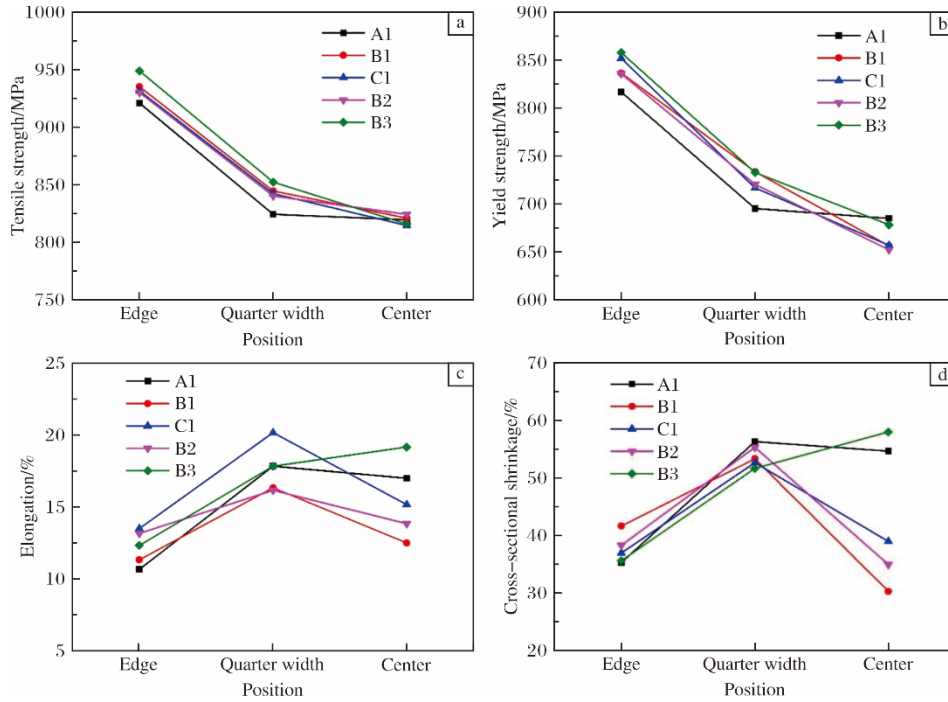 a
1000
950
900
850
800
750
Tensile strength/MPa
A1
B1
C1
B2
B3
Edge
Quarter width
Center
Position
b
850
800
750
700
650
600
Yield strength/MPa
A1
B1
C1
B2
B3
Edge
Quarter width
Center
Position
c
25
20
15
10
5
Elongation/%
A1
B1
C1
B2
B3
Edge
Quarter width
Center
Position
d
70
60
50
40
30
20
Cross-sectional shrinkage/%
A1
B1
C1
B2
B3
Edge
Quarter width
Center
Position